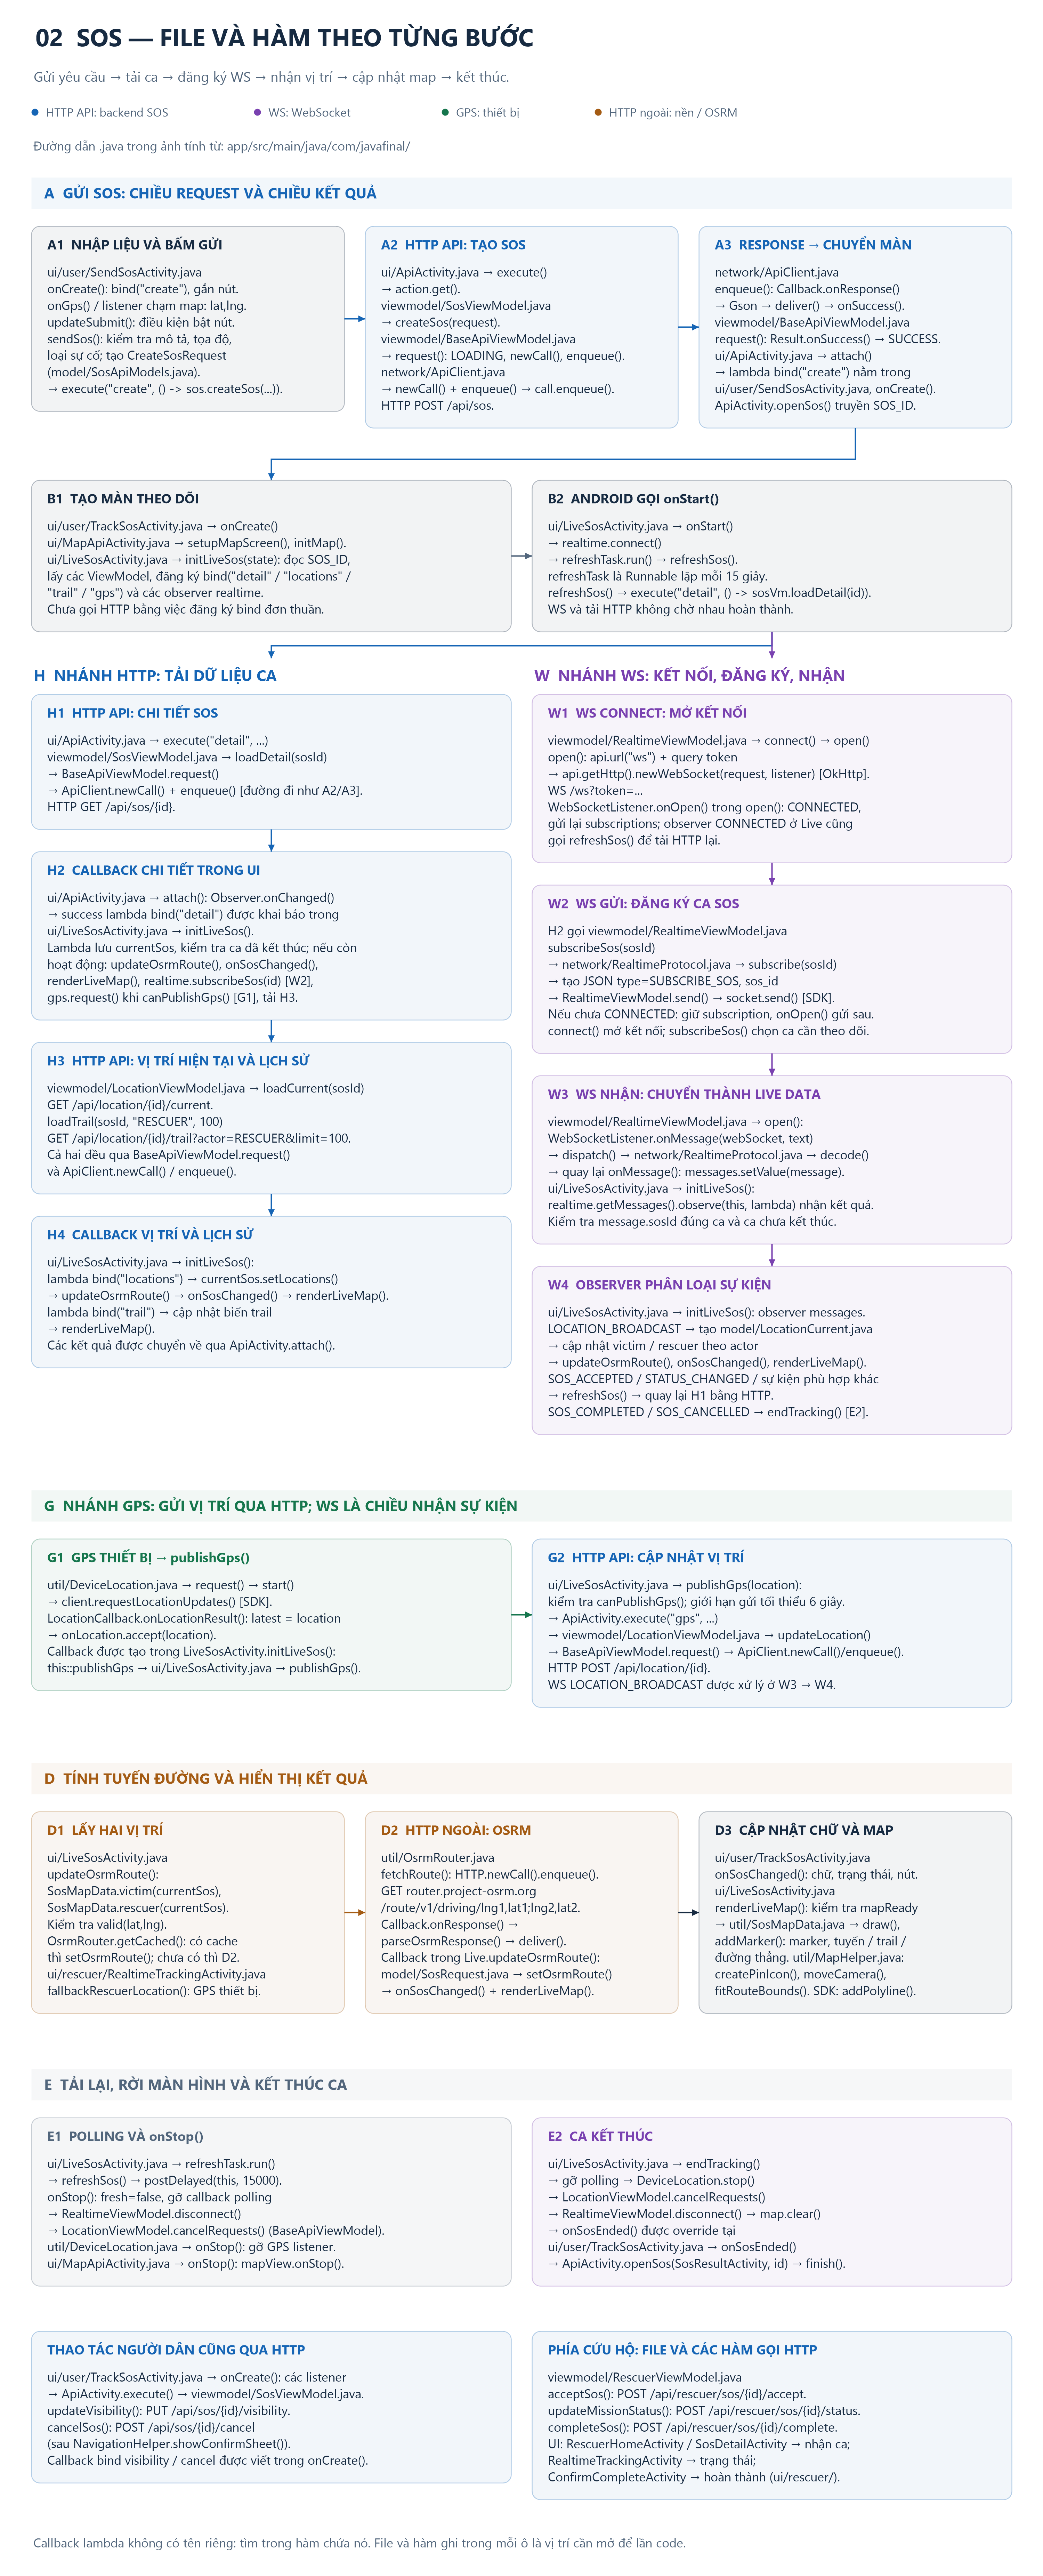 02 SOS — FILE VÀ HÀM THEO TỪNG BƯỚC
Gửi yêu cầu → tải ca → đăng ký WS → nhận vị trí → cập nhật map → kết thúc.
HTTP API: backend SOS
WS: WebSocket
GPS: thiết bị
HTTP ngoài: nền / OSRM
Đường dẫn .java trong ảnh tính từ: app/src/main/java/com/javafinal/
A GỬI SOS: CHIỀU REQUEST VÀ CHIỀU KẾT QUẢ
A1 NHẬP LIỆU VÀ BẤM GỬI
ui/user/SendSosActivity.java
onCreate(): bind("create"), gắn nút.
onGps() / listener chạm map: lat,lng.
updateSubmit(): điều kiện bật nút.
sendSos(): kiểm tra mô tả, tọa độ,
loại sự cố; tạo CreateSosRequest
(model/SosApiModels.java).
→ execute("create", () -> sos.createSos(...)).
A2 HTTP API: TẠO SOS
ui/ApiActivity.java → execute()
→ action.get().
viewmodel/SosViewModel.java
→ createSos(request).
viewmodel/BaseApiViewModel.java
→ request(): LOADING, newCall(), enqueue().
network/ApiClient.java
→ newCall() + enqueue() → call.enqueue().
HTTP POST /api/sos.
A3 RESPONSE → CHUYỂN MÀN
network/ApiClient.java
enqueue(): Callback.onResponse()
→ Gson → deliver() → onSuccess().
viewmodel/BaseApiViewModel.java
request(): Result.onSuccess() → SUCCESS.
ui/ApiActivity.java → attach()
→ lambda bind("create") nằm trong
ui/user/SendSosActivity.java, onCreate().
ApiActivity.openSos() truyền SOS_ID.
B1 TẠO MÀN THEO DÕI
ui/user/TrackSosActivity.java → onCreate()
ui/MapApiActivity.java → setupMapScreen(), initMap().
ui/LiveSosActivity.java → initLiveSos(state): đọc SOS_ID,
lấy các ViewModel, đăng ký bind("detail" / "locations" /
"trail" / "gps") và các observer realtime.
Chưa gọi HTTP bằng việc đăng ký bind đơn thuần.
B2 ANDROID GỌI onStart()
ui/LiveSosActivity.java → onStart()
→ realtime.connect()
→ refreshTask.run() → refreshSos().
refreshTask là Runnable lặp mỗi 15 giây.
refreshSos() → execute("detail", () -> sosVm.loadDetail(id)).
WS và tải HTTP không chờ nhau hoàn thành.
H NHÁNH HTTP: TẢI DỮ LIỆU CA
H1 HTTP API: CHI TIẾT SOS
ui/ApiActivity.java → execute("detail", ...)
viewmodel/SosViewModel.java → loadDetail(sosId)
→ BaseApiViewModel.request()
→ ApiClient.newCall() + enqueue() [đường đi như A2/A3].
HTTP GET /api/sos/{id}.
H2 CALLBACK CHI TIẾT TRONG UI
ui/ApiActivity.java → attach(): Observer.onChanged()
→ success lambda bind("detail") được khai báo trong
ui/LiveSosActivity.java → initLiveSos().
Lambda lưu currentSos, kiểm tra ca đã kết thúc; nếu còn
hoạt động: updateOsrmRoute(), onSosChanged(),
renderLiveMap(), realtime.subscribeSos(id) [W2],
gps.request() khi canPublishGps() [G1], tải H3.
H3 HTTP API: VỊ TRÍ HIỆN TẠI VÀ LỊCH SỬ
viewmodel/LocationViewModel.java → loadCurrent(sosId)
GET /api/location/{id}/current.
loadTrail(sosId, "RESCUER", 100)
GET /api/location/{id}/trail?actor=RESCUER&limit=100.
Cả hai đều qua BaseApiViewModel.request()
và ApiClient.newCall() / enqueue().
H4 CALLBACK VỊ TRÍ VÀ LỊCH SỬ
ui/LiveSosActivity.java → initLiveSos():
lambda bind("locations") → currentSos.setLocations()
→ updateOsrmRoute() → onSosChanged() → renderLiveMap().
lambda bind("trail") → cập nhật biến trail
→ renderLiveMap().
Các kết quả được chuyển về qua ApiActivity.attach().
W NHÁNH WS: KẾT NỐI, ĐĂNG KÝ, NHẬN
W1 WS CONNECT: MỞ KẾT NỐI
viewmodel/RealtimeViewModel.java → connect() → open()
open(): api.url("ws") + query token
→ api.getHttp().newWebSocket(request, listener) [OkHttp].
WS /ws?token=...
WebSocketListener.onOpen() trong open(): CONNECTED,
gửi lại subscriptions; observer CONNECTED ở Live cũng
gọi refreshSos() để tải HTTP lại.
W2 WS GỬI: ĐĂNG KÝ CA SOS
H2 gọi viewmodel/RealtimeViewModel.java
subscribeSos(sosId)
→ network/RealtimeProtocol.java → subscribe(sosId)
→ tạo JSON type=SUBSCRIBE_SOS, sos_id
→ RealtimeViewModel.send() → socket.send() [SDK].
Nếu chưa CONNECTED: giữ subscription, onOpen() gửi sau.
connect() mở kết nối; subscribeSos() chọn ca cần theo dõi.
W3 WS NHẬN: CHUYỂN THÀNH LIVE DATA
viewmodel/RealtimeViewModel.java → open():
WebSocketListener.onMessage(webSocket, text)
→ dispatch() → network/RealtimeProtocol.java → decode()
→ quay lại onMessage(): messages.setValue(message).
ui/LiveSosActivity.java → initLiveSos():
realtime.getMessages().observe(this, lambda) nhận kết quả.
Kiểm tra message.sosId đúng ca và ca chưa kết thúc.
W4 OBSERVER PHÂN LOẠI SỰ KIỆN
ui/LiveSosActivity.java → initLiveSos(): observer messages.
LOCATION_BROADCAST → tạo model/LocationCurrent.java
→ cập nhật victim / rescuer theo actor
→ updateOsrmRoute(), onSosChanged(), renderLiveMap().
SOS_ACCEPTED / STATUS_CHANGED / sự kiện phù hợp khác
→ refreshSos() → quay lại H1 bằng HTTP.
SOS_COMPLETED / SOS_CANCELLED → endTracking() [E2].
G NHÁNH GPS: GỬI VỊ TRÍ QUA HTTP; WS LÀ CHIỀU NHẬN SỰ KIỆN
G1 GPS THIẾT BỊ → publishGps()
util/DeviceLocation.java → request() → start()
→ client.requestLocationUpdates() [SDK].
LocationCallback.onLocationResult(): latest = location
→ onLocation.accept(location).
Callback được tạo trong LiveSosActivity.initLiveSos():
this::publishGps → ui/LiveSosActivity.java → publishGps().
G2 HTTP API: CẬP NHẬT VỊ TRÍ
ui/LiveSosActivity.java → publishGps(location):
kiểm tra canPublishGps(); giới hạn gửi tối thiểu 6 giây.
→ ApiActivity.execute("gps", ...)
→ viewmodel/LocationViewModel.java → updateLocation()
→ BaseApiViewModel.request() → ApiClient.newCall()/enqueue().
HTTP POST /api/location/{id}.
WS LOCATION_BROADCAST được xử lý ở W3 → W4.
D TÍNH TUYẾN ĐƯỜNG VÀ HIỂN THỊ KẾT QUẢ
D1 LẤY HAI VỊ TRÍ
ui/LiveSosActivity.java
updateOsrmRoute():
SosMapData.victim(currentSos),
SosMapData.rescuer(currentSos).
Kiểm tra valid(lat,lng).
OsrmRouter.getCached(): có cache
thì setOsrmRoute(); chưa có thì D2.
ui/rescuer/RealtimeTrackingActivity.java
fallbackRescuerLocation(): GPS thiết bị.
D2 HTTP NGOÀI: OSRM
util/OsrmRouter.java
fetchRoute(): HTTP.newCall().enqueue().
GET router.project-osrm.org
/route/v1/driving/lng1,lat1;lng2,lat2.
Callback.onResponse() →
parseOsrmResponse() → deliver().
Callback trong Live.updateOsrmRoute():
model/SosRequest.java → setOsrmRoute()
→ onSosChanged() + renderLiveMap().
D3 CẬP NHẬT CHỮ VÀ MAP
ui/user/TrackSosActivity.java
onSosChanged(): chữ, trạng thái, nút.
ui/LiveSosActivity.java
renderLiveMap(): kiểm tra mapReady
→ util/SosMapData.java → draw(),
addMarker(): marker, tuyến / trail /
đường thẳng. util/MapHelper.java:
createPinIcon(), moveCamera(),
fitRouteBounds(). SDK: addPolyline().
E TẢI LẠI, RỜI MÀN HÌNH VÀ KẾT THÚC CA
E1 POLLING VÀ onStop()
ui/LiveSosActivity.java → refreshTask.run()
→ refreshSos() → postDelayed(this, 15000).
onStop(): fresh=false, gỡ callback polling
→ RealtimeViewModel.disconnect()
→ LocationViewModel.cancelRequests() (BaseApiViewModel).
util/DeviceLocation.java → onStop(): gỡ GPS listener.
ui/MapApiActivity.java → onStop(): mapView.onStop().
E2 CA KẾT THÚC
ui/LiveSosActivity.java → endTracking()
→ gỡ polling → DeviceLocation.stop()
→ LocationViewModel.cancelRequests()
→ RealtimeViewModel.disconnect() → map.clear()
→ onSosEnded() được override tại
ui/user/TrackSosActivity.java → onSosEnded()
→ ApiActivity.openSos(SosResultActivity, id) → finish().
THAO TÁC NGƯỜI DÂN CŨNG QUA HTTP
ui/user/TrackSosActivity.java → onCreate(): các listener
→ ApiActivity.execute() → viewmodel/SosViewModel.java.
updateVisibility(): PUT /api/sos/{id}/visibility.
cancelSos(): POST /api/sos/{id}/cancel
(sau NavigationHelper.showConfirmSheet()).
Callback bind visibility / cancel được viết trong onCreate().
PHÍA CỨU HỘ: FILE VÀ CÁC HÀM GỌI HTTP
viewmodel/RescuerViewModel.java
acceptSos(): POST /api/rescuer/sos/{id}/accept.
updateMissionStatus(): POST /api/rescuer/sos/{id}/status.
completeSos(): POST /api/rescuer/sos/{id}/complete.
UI: RescuerHomeActivity / SosDetailActivity → nhận ca;
RealtimeTrackingActivity → trạng thái;
ConfirmCompleteActivity → hoàn thành (ui/rescuer/).
Callback lambda không có tên riêng: tìm trong hàm chứa nó. File và hàm ghi trong mỗi ô là vị trí cần mở để lần code.